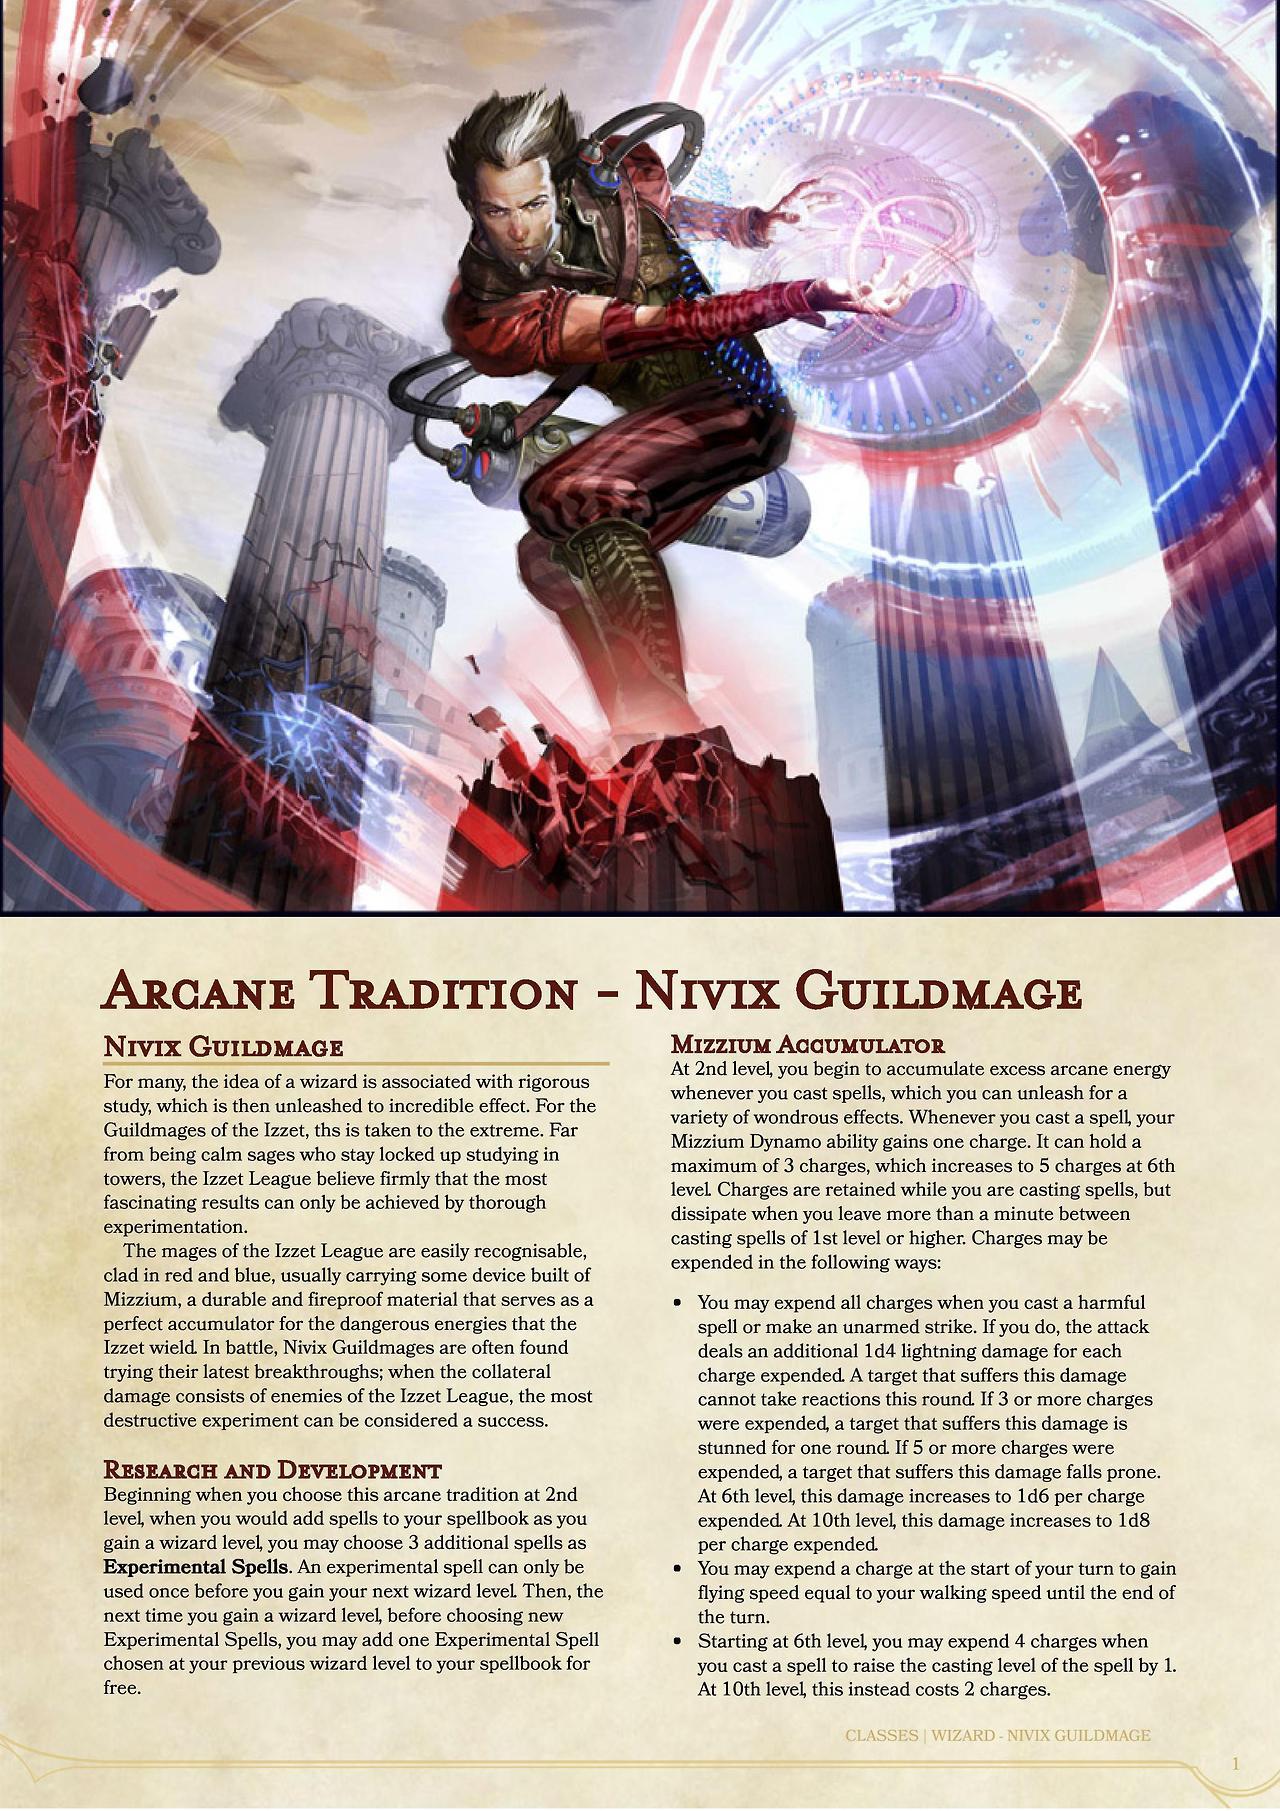 Arcane Tradition - Nivix Guildmage
Nivix Guildmage
For many, the idea of a wizard is associated with rigorous
study, which is then unleashed to incredible effect. For the
Guildmages of the Izzet, ths is taken to the extreme. Far
from being calm sages who stay locked up studying in
towers, the Izzet League believe firmly that the most
fascinating results can only be achieved by thorough
experimentation.
The mages of the Izzet League are easily recognisable,
clad in red and blue, usually carrying some device built of
Mizzium, a durable and fireproof material that serves as a
perfect accumulator for the dangerous energies that the
Izzet wield. In battle, Nivix Guildmages are often found
trying their latest breakthroughs; when the collateral
damage consists of enemies of the Izzet League, the most
destructive experiment can be considered a success.
Research and Development
Beginning when you choose this arcane tradition at 2nd
level, when you would add spells to your spellbook as you
gain a wizard level, you may choose 3 additional spells as
Experimental Spells. An experimental spell can only be
used once before you gain your next wizard level. Then, the
next time you gain a wizard level, before choosing new
Experimental Spells, you may add one Experimental Spell
chosen at your previous wizard level to your spellbook for
free.
Mizzium Accumulator
At 2nd level, you begin to accumulate excess arcane energy
whenever you cast spells, which you can unleash for a
variety of wondrous effects. Whenever you cast a spell, your
Mizzium Dynamo ability gains one charge. It can hold a
maximum of 3 charges, which increases to 5 charges at 6th
level. Charges are retained while you are casting spells, but
dissipate when you leave more than a minute between
casting spells of 1st level or higher. Charges may be
expended in the following ways:
• You may expend all charges when you cast a harmful
spell or make an unarmed strike. If you do, the attack
deals an additional 1d4 lightning damage for each
charge expended. A target that suffers this damage
cannot take reactions this round. If 3 or more charges
were expended, a target that suffers this damage is
stunned for one round. If 5 or more charges were
expended, a target that suffers this damage falls prone.
At 6th level, this damage increases to 1d6 per charge
expended. At 10th level, this damage increases to 1d8
per charge expended.
• You may expend a charge at the start of your turn to gain
flying speed equal to your walking speed until the end of
the turn.
• Starting at 6th level, you may expend 4 charges when
you cast a spell to raise the casting level of the spell by 1.
At 10th level, this instead costs 2 charges.
CLASSES | WIZARD - NIVIX GUILDMAGE
1